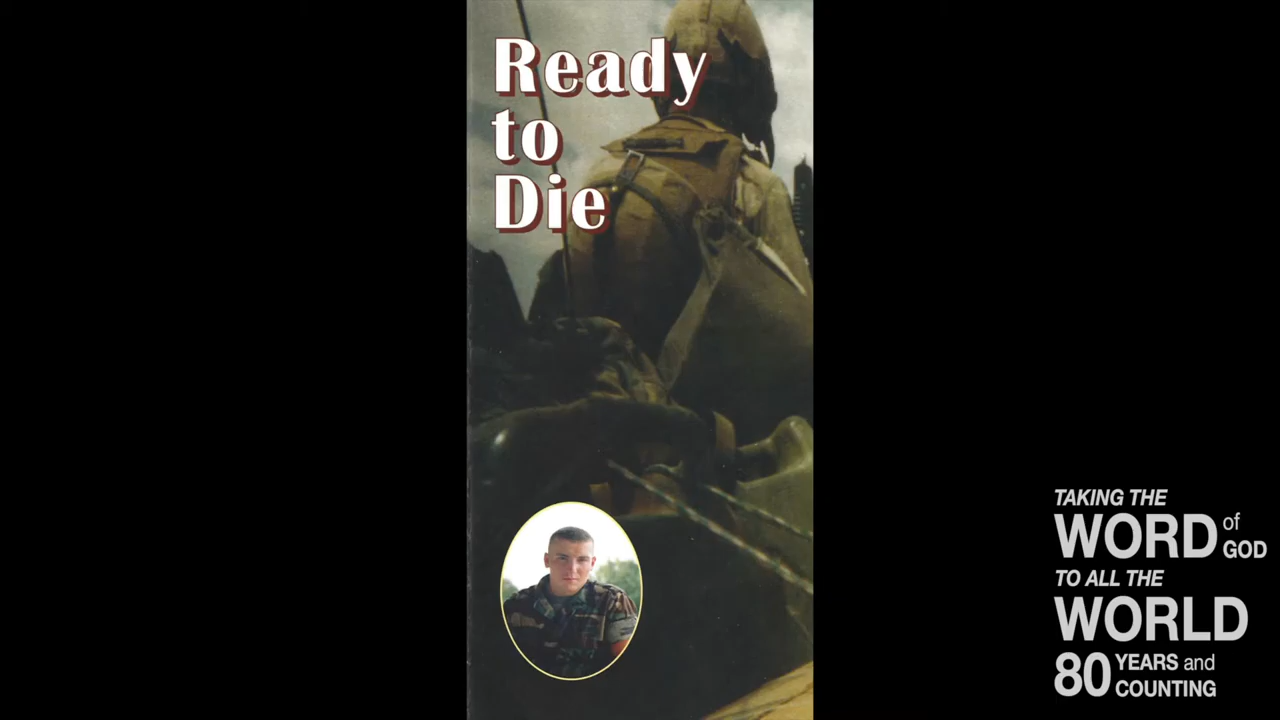 Ready
to
Die
TAKING THE
WORD of GOD
TO ALL THE
WORLD
80 YEARS and
COUNTING